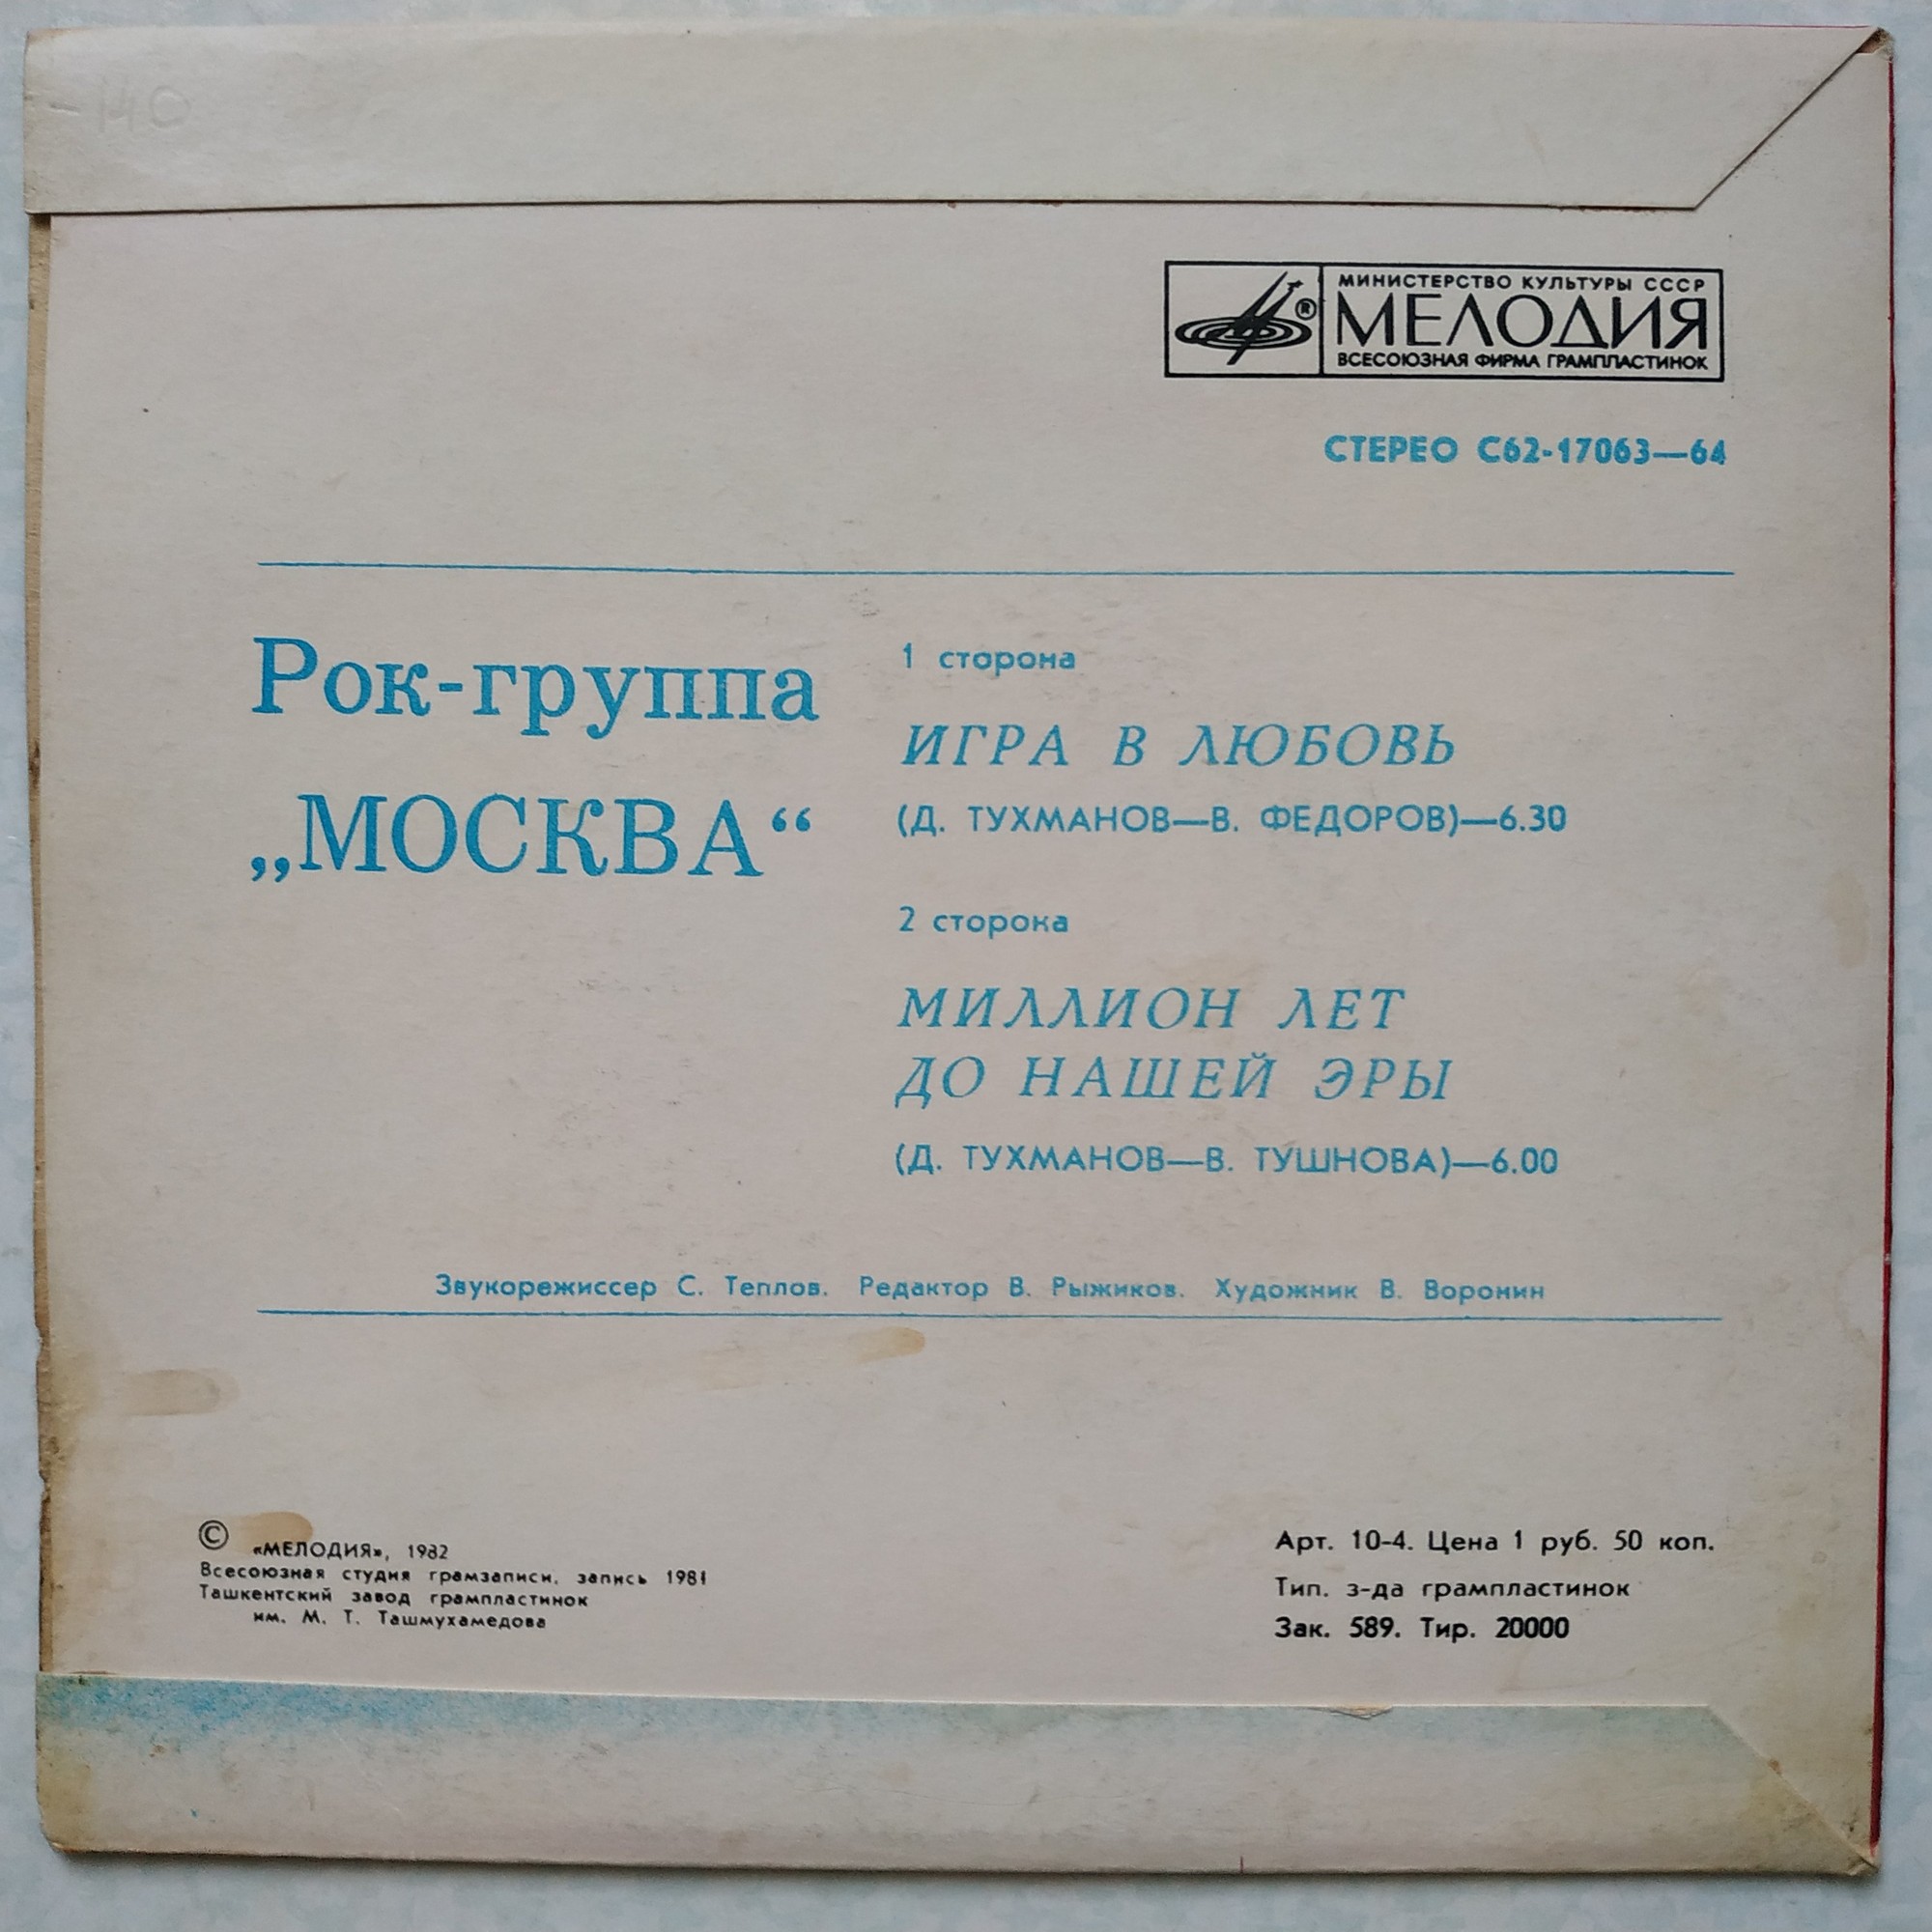 -140
МИНИСТЕРСТВО КУЛЬТУРЫ СССР
МЕЛОДИЯ
ВСЕСОЮЗНАЯ ФИРМА ГРАМПЛАСТИНОК
®
СТЕРЕО С62-17063—64
Рок-группа
„МОСКВА“
1 сторона
ИГРА В ЛЮБОВЬ
(Д. ТУХМАНОВ—В. ФЕДОРОВ)—6.30
2 сторока
МИЛЛИОН ЛЕТ
ДО НАШЕЙ ЭРЫ
(Д. ТУХМАНОВ—В. ТУШНОВА)—6.00
Звукорежиссер С. Теплов. Редактор В. Рыжиков. Художник В. Воронин
© «МЕЛОДИЯ», 1982
Всесоюзная студия грамзаписи, запись 1981
Ташкентский завод грампластинок
им. М. Т. Ташмухамедова
Арт. 10-4. Цена 1 руб. 50 коп.
Тип. з-да грампластинок
Зак. 589. Тир. 20000